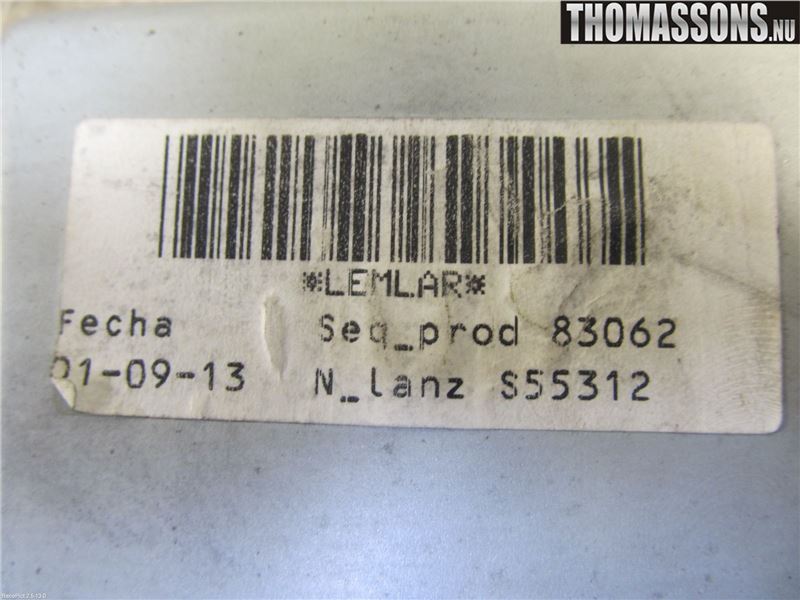 THOMASSONS.NU
*LEMLAR*
Fecha Seq_prod 83062
01-09-13 N_lanz S55312